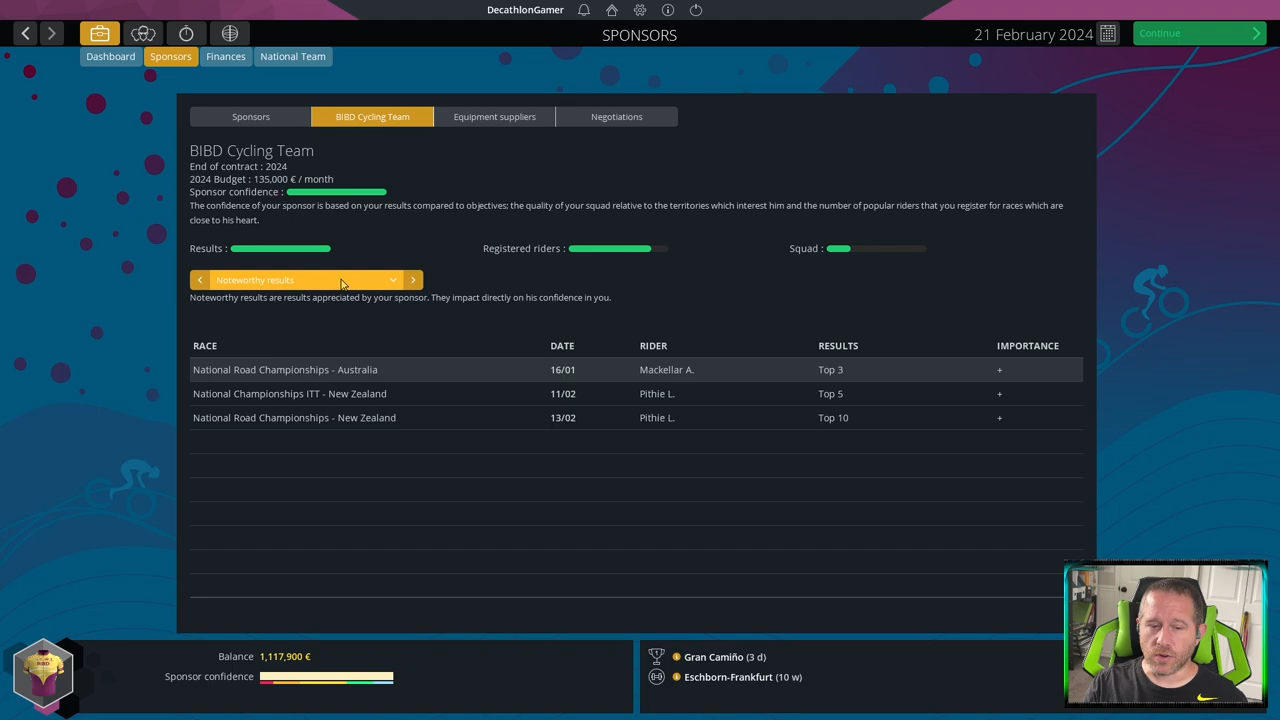 DecathlonGamer
SPONSORS
21 February 2024
Continue
Dashboard
Sponsors
Finances
National Team
Sponsors
BIBD Cycling Team
Equipment suppliers
Negotiations
BIBD Cycling Team
End of contract : 2024
2024 Budget : 135,000 € / month
Sponsor confidence :
The confidence of your sponsor is based on your results compared to objectives; the quality of your squad relative to the territories which interest him and the number of popular riders that you register for races which are
close to his heart.
Results :
Registered riders :
Squad :
Noteworthy results
Noteworthy results are results appreciated by your sponsor. They impact directly on his confidence in you.
RACE DATE RIDER RESULTS IMPORTANCE
National Road Championships - Australia 16/01 Mackellar A. Top 3 +
National Championships ITT - New Zealand 11/02 Pithie L. Top 5 +
National Road Championships - New Zealand 13/02 Pithie L. Top 10 +
BIBD
Balance 1,117,900 €
Sponsor confidence
Gran Camiño (3 d)
Eschborn-Frankfurt (10 w)